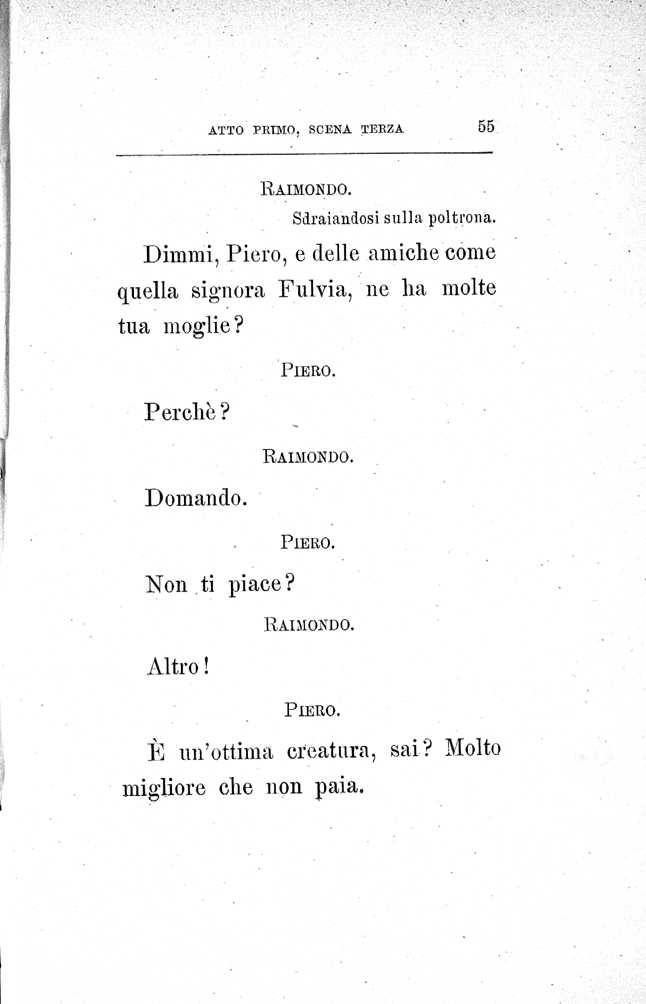 ATTO PRIMO, SCENA TERZA 55
RAIMONDO.
Sdraiandosi sulla poltrona.
Dimmi, Piero, e delle amiche come
quella signora Fulvia, ne ha molte
tua moglie?
PIERO.
Perchè?
RAIMONDO.
Domando.
PIERO.
Non ti piace?
RAIMONDO.
Altro!
PIERO.
È un'ottima creatura, sai? Molto
migliore che non paia.